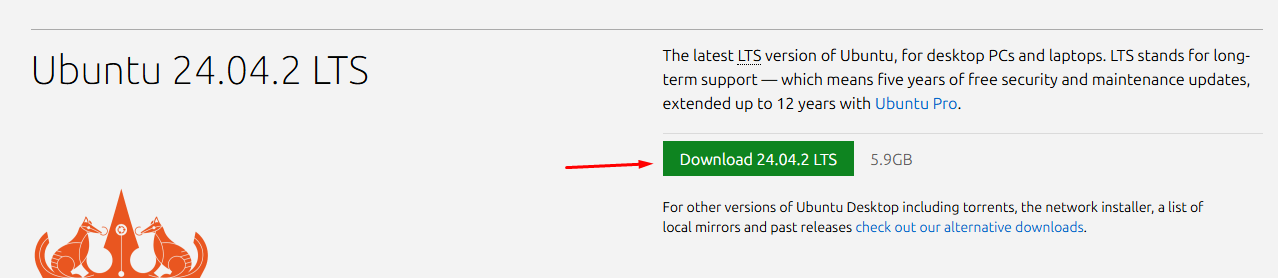 Ubuntu 24.04.2 LTS
The latest LTS version of Ubuntu, for desktop PCs and laptops. LTS stands for long-
term support — which means five years of free security and maintenance updates,
extended up to 12 years with Ubuntu Pro.
Download 24.04.2 LTS 5.9GB
For other versions of Ubuntu Desktop including torrents, the network installer, a list of
local mirrors and past releases check out our alternative downloads.